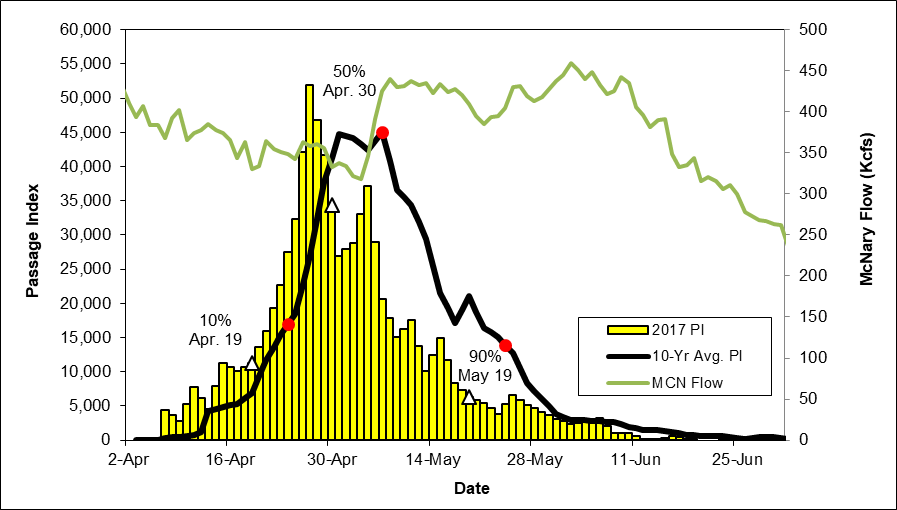 60,000
55,000
50,000
45,000
40,000
35,000
30,000
25,000
20,000
15,000
10,000
5,000
0
Passage Index
500
450
400
350
300
250
200
150
100
50
0
McNary Flow (Kcfs)
50%
Apr. 30
10%
Apr. 19
90%
May 19
2017 PI
10-Yr Avg. PI
MCN Flow
2-Apr 16-Apr 30-Apr 14-May 28-May 11-Jun 25-Jun
Date